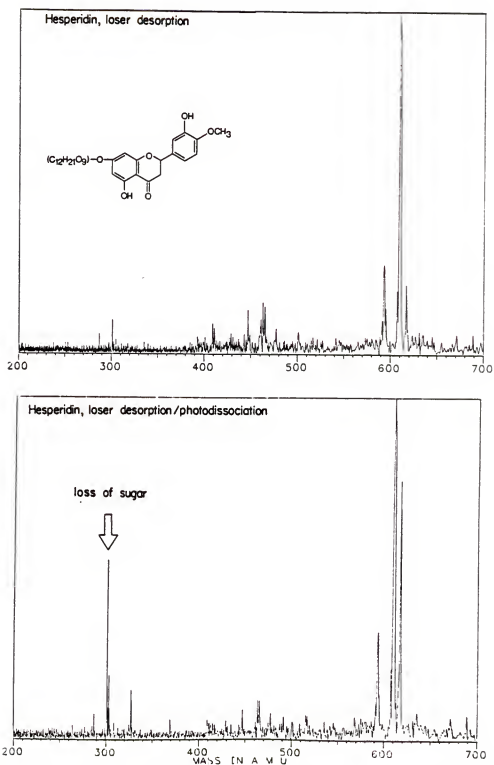 Hesperidin, loser desorption
OH
OCH3
(C12H21O9)-O
O
OH
O
200 300 400 500 600 700
Hesperidin, loser desorption/photodissociation
loss of sugar
200 300 400 500 600 700
MASS IN A M U